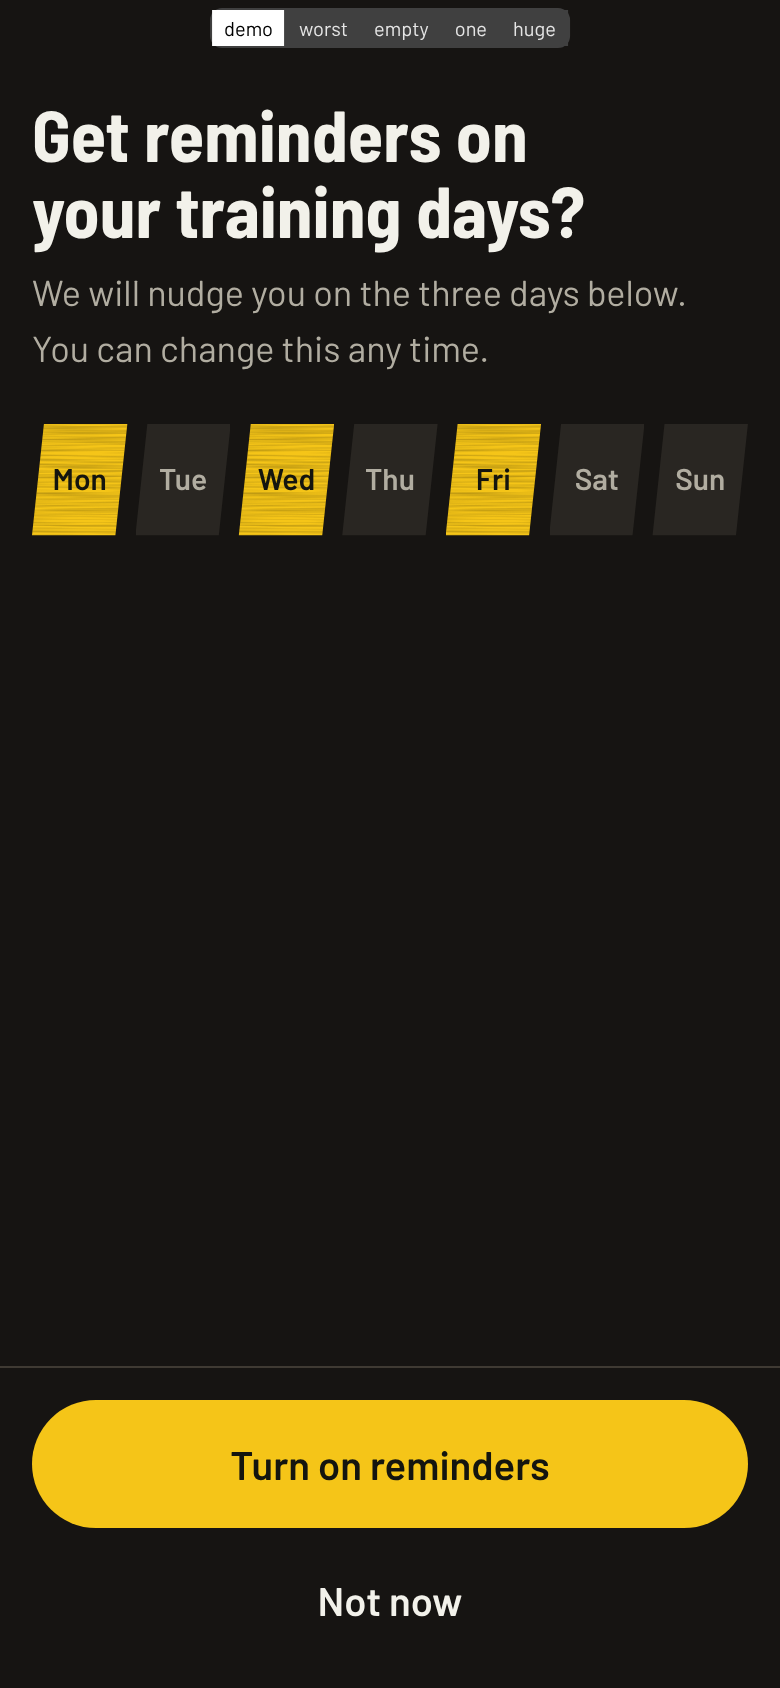 demo worst empty one huge
Get reminders on
your training days?
We will nudge you on the three days below.
You can change this any time.
Mon Tue Wed Thu Fri Sat Sun
Turn on reminders
Not now